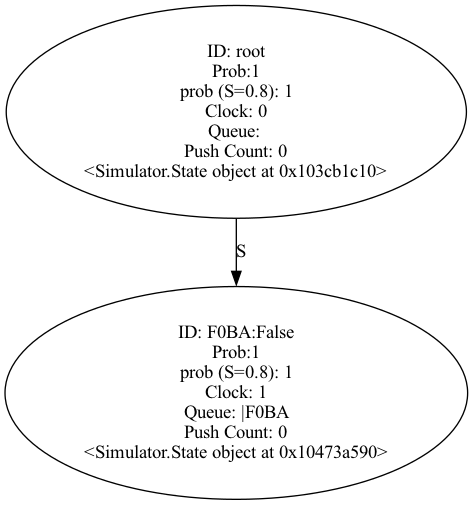 ID: root
Prob:1
prob (S=0.8): 1
Clock: 0
Queue:
Push Count: 0
<Simulator.State object at 0x103cb1c10>
S
ID: F0BA:False
Prob:1
prob (S=0.8): 1
Clock: 1
Queue: |F0BA
Push Count: 0
<Simulator.State object at 0x10473a590>